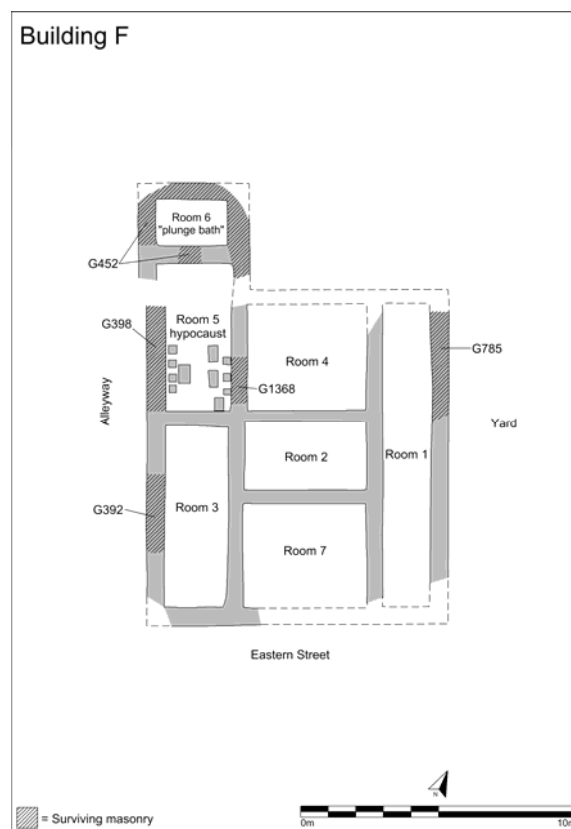 Building F
Room 6
"plunge bath"
G452
Room 5
hypocaust
G398
Room 4
G785
G1368
Alleyway
Yard
Room 2
Room 1
G392
Room 3
Room 7
Eastern Street
N
= Surviving masonry
0m
10m